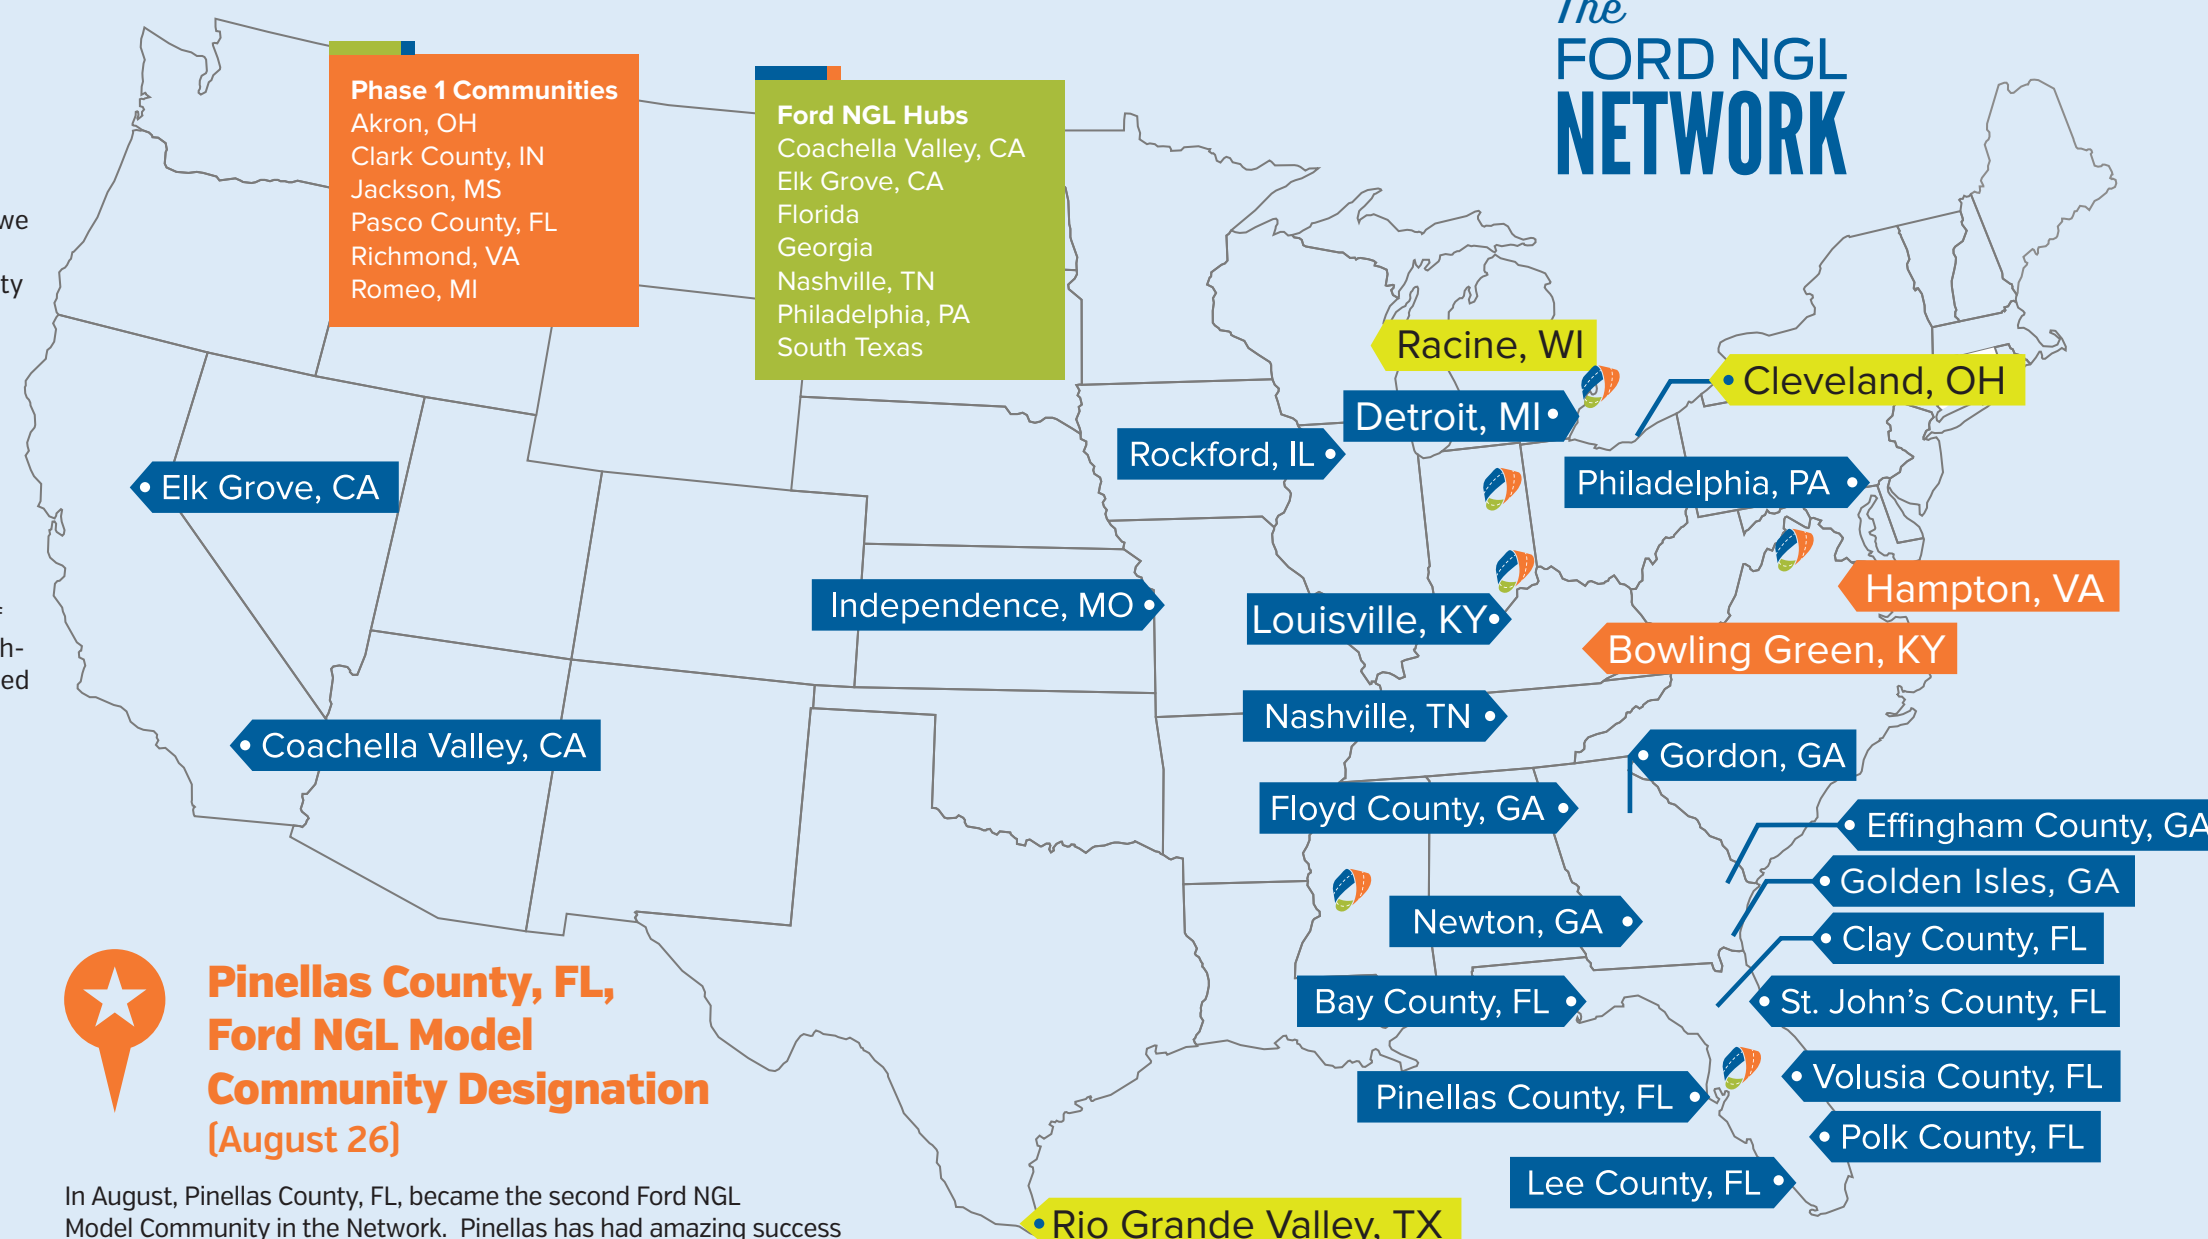 The
FORD NGL
NETWORK
Phase 1 Communities
Akron, OH
Clark County, IN
Jackson, MS
Pasco County, FL
Richmond, VA
Romeo, MI
Ford NGL Hubs
Coachella Valley, CA
Elk Grove, CA
Florida
Georgia
Nashville, TN
Philadelphia, PA
South Texas
we
ty
h-
ed
Racine, WI
Cleveland, OH
Detroit, MI
Rockford, IL
Philadelphia, PA
Elk Grove, CA
Hampton, VA
Independence, MO
Louisville, KY
Bowling Green, KY
Nashville, TN
Coachella Valley, CA
Gordon, GA
Floyd County, GA
Effingham County, GA
Golden Isles, GA
Newton, GA
Clay County, FL
Bay County, FL
St. John's County, FL
Volusia County, FL
Pinellas County, FL
Polk County, FL
Lee County, FL
Rio Grande Valley, TX
Pinellas County, FL,
Ford NGL Model
Community Designation
(August 26)
In August, Pinellas County, FL, became the second Ford NGL
Model Community in the Network. Pinellas has had amazing success